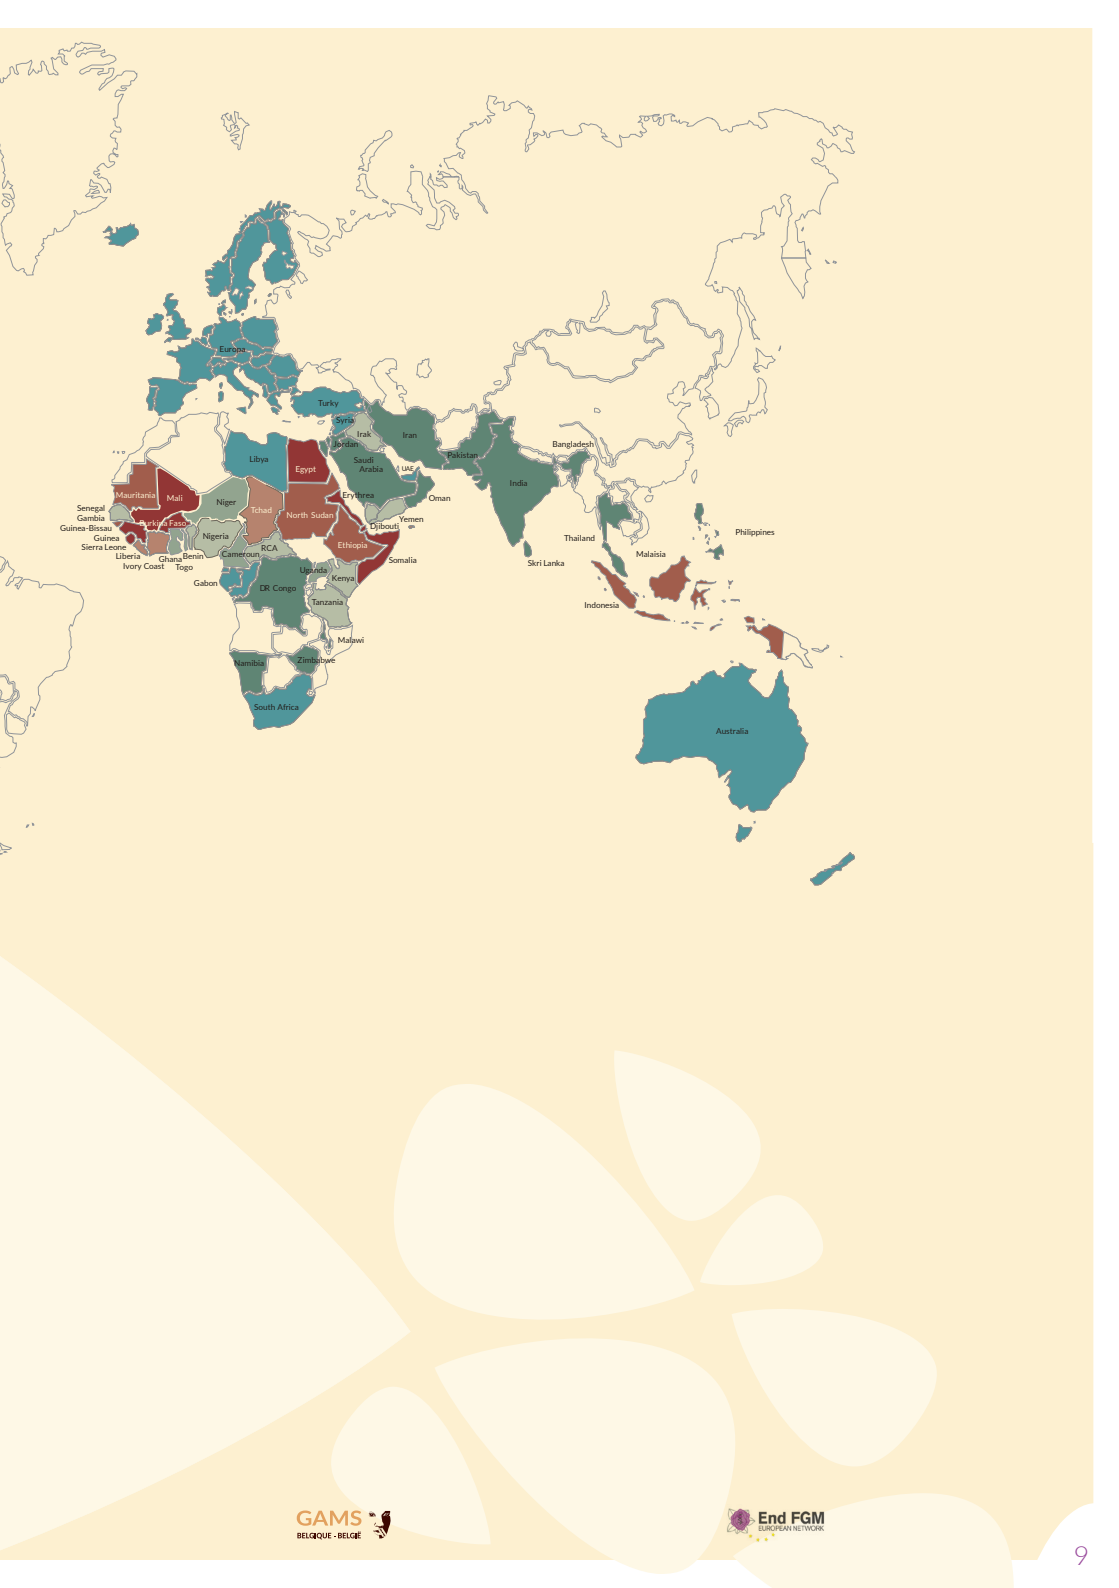 Europa
Turky
Syria
Irak
Iran
Jordan
Libya
Egypt
Saudi
Arabia
UAE
Pakistan
Bangladesh
India
Oman
Mauritania
Mali
Niger
Tchad
Erythrea
North Sudan
Yemen
Djibouti
Senegal
Gambia
Guinea-Bissau
Guinea
Sierra Leone
Liberia
Ivory Coast
Burkina Faso
Ghana
Togo
Benin
Nigeria
Cameroun
RCA
Ethiopia
Somalia
Thailand
Philippines
Malaisia
Skri Lanka
Indonesia
Gabon
DR Congo
Uganda
Kenya
Tanzania
Malawi
Namibia
Zimbabwe
South Africa
Australia
GAMS
BELGIQUE - BELGIË
End FGM
EUROPEAN NETWORK
9